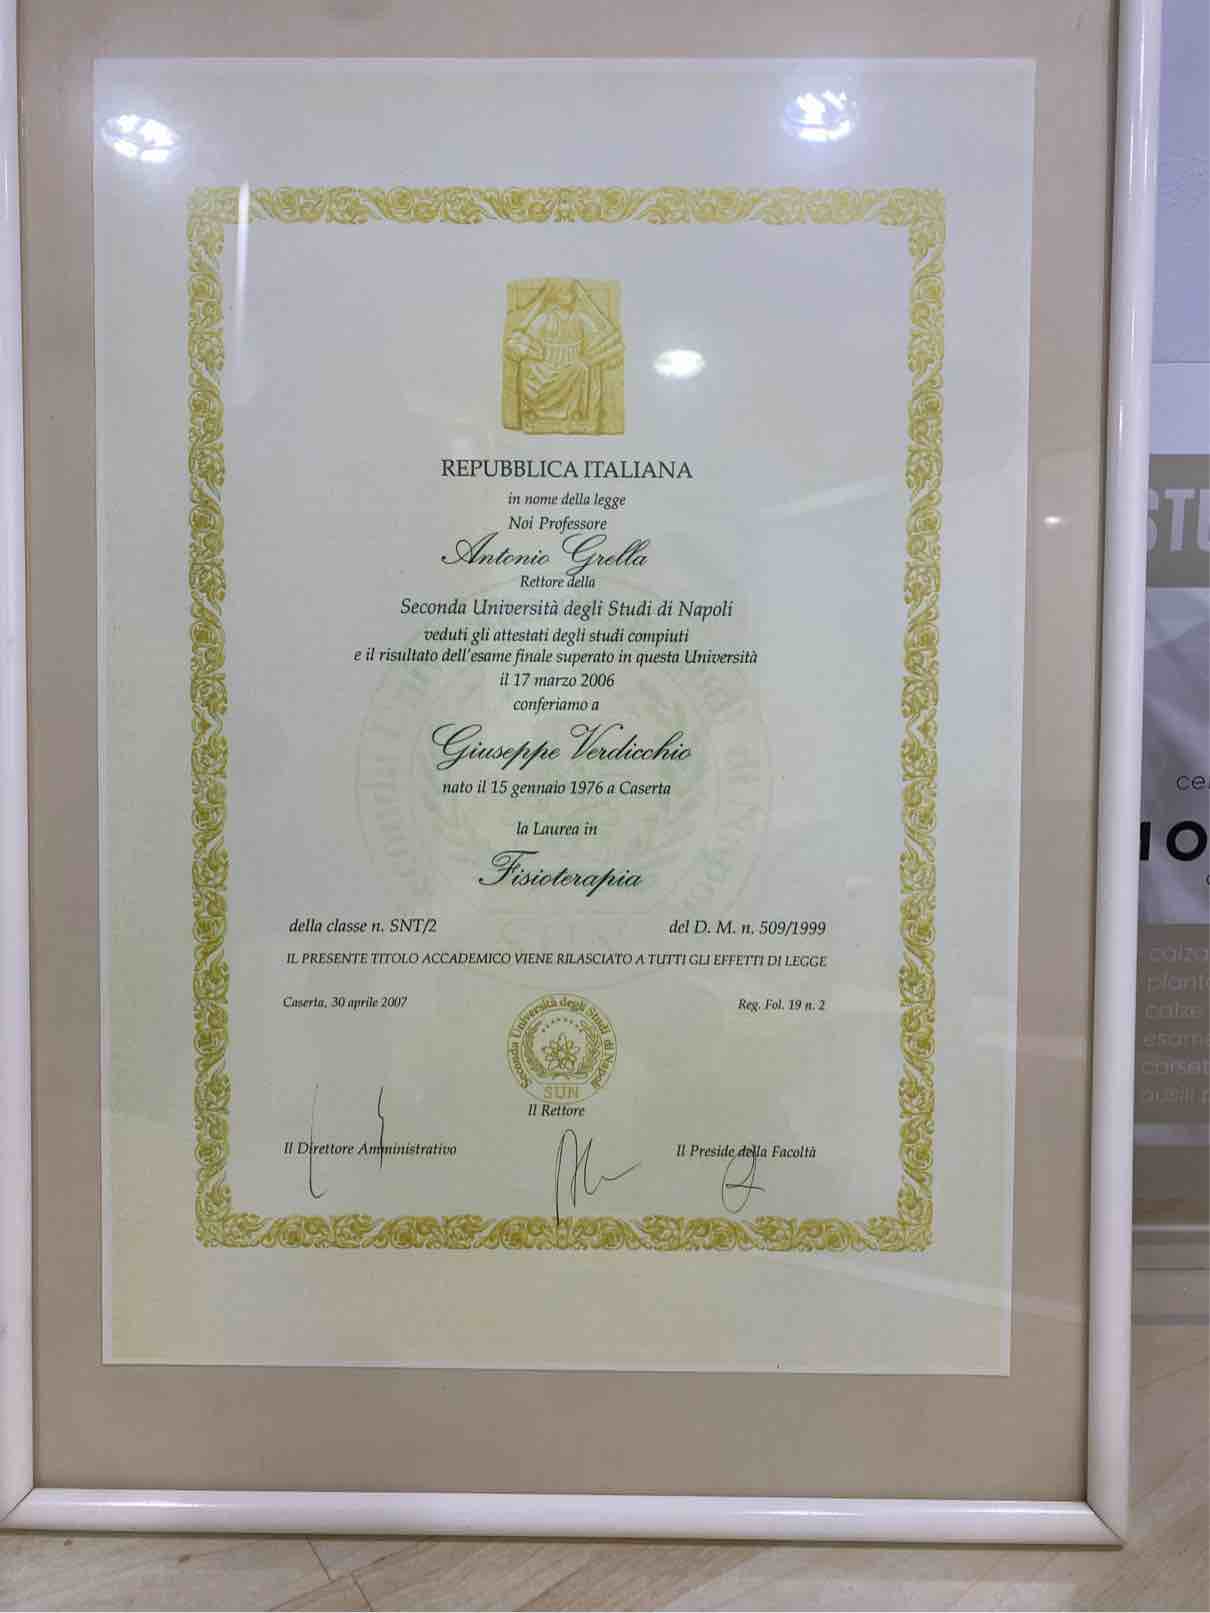 REPUBBLICA ITALIANA
in nome della legge
Noi Professore
Antonio Grella
Rettore della
Seconda Università degli Studi di Napoli
veduti gli attestati degli studi compiuti
e il risultato dell'esame finale superato in questa Università
il 17 marzo 2006
conferiamo a
Giuseppe Verdicchio
nato il 15 gennaio 1976 a Caserta
la Laurea in
Fisioterapia
della classe n. SNT/2 del D. M. n. 509/1999
IL PRESENTE TITOLO ACCADEMICO VIENE RILASCIATO A TUTTI GLI EFFETTI DI LEGGE
Caserta, 30 aprile 2007 Reg. Fol. 19 n. 2
Seconda Università degli Studi di Napoli
SUN
Il Rettore
Il Direttore Amministrativo Il Preside della Facoltà